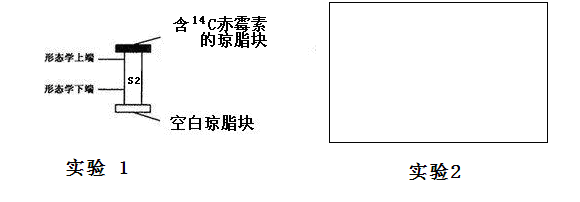 含¹⁴C赤霉素
的琼脂块
形态学上端
S2
形态学下端
空白琼脂块
实验 1
实验2